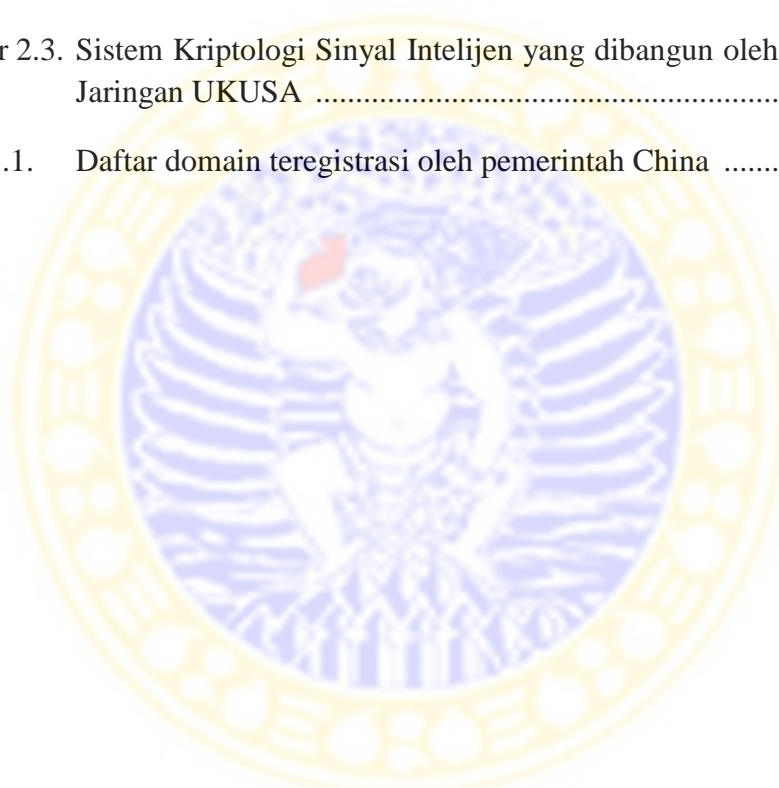 r 2.3. Sistem Kriptologi Sinyal Intelijen yang dibangun oleh
Jaringan UKUSA ..........................................................
.1. Daftar domain teregistrasi oleh pemerintah China .......